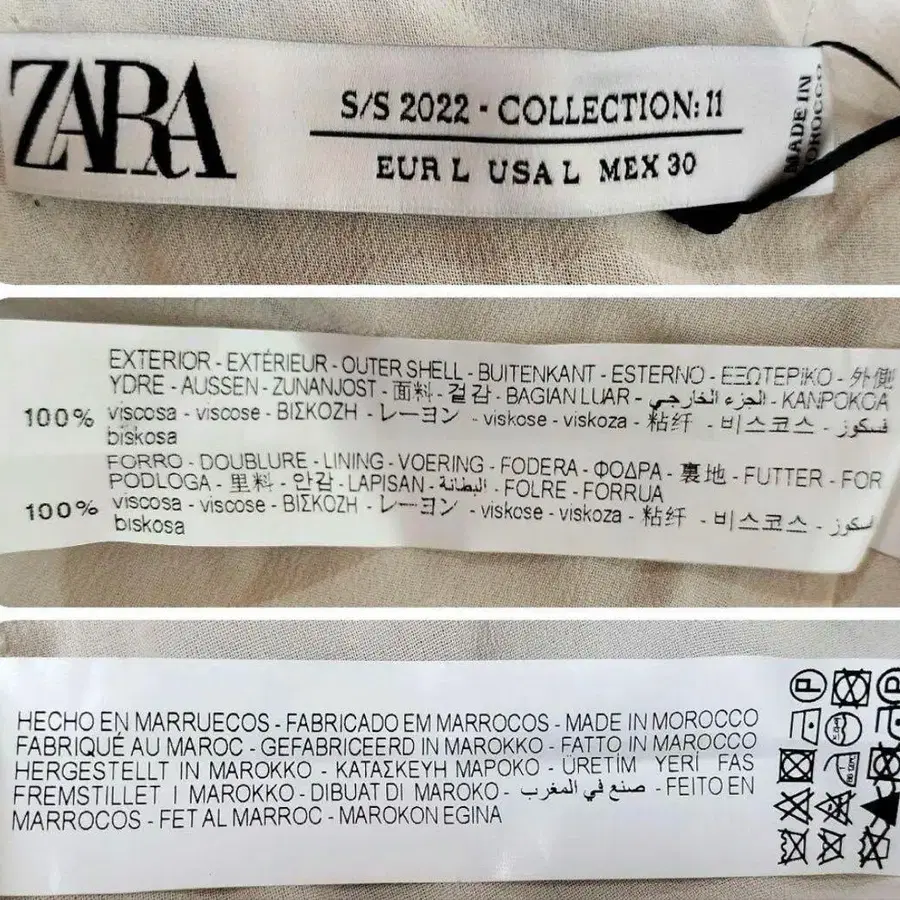 ZARA
S/S 2022 - COLLECTION: 11
EUR L USA L MEX 30
MADE IN
MOROCCO
EXTERIOR - EXTÉRIEUR - OUTER SHELL - BUITENKANT - ESTERNO - ΕΞΩΤΕΡΙΚΟ - 外側
YDRE - AUSSEN - ZUNANJOST - 面料 - 겉감 - BAGIAN LUAR - الجزء الخارجي - KANPOKOA
100% viscosa - viscose - ΒΙΣΚΟΖΗ - レーヨン - viskose - viskoza - 粘纤 - 비스코스 - فسكوز
biskosa
FORRO - DOUBLURE - LINING - VOERING - FODERA - ΦΟΔΡΑ - 裏地 - FUTTER - FOR
PODLOGA - 里料 - 안감 - LAPISAN - البطانة - FOLRE - FORRUA
100% viscosa - viscose - ΒΙΣΚΟΖΗ - レーヨン - viskose - viskoza - 粘纤 - 비스코스 - فسكوز
biskosa
HECHO EN MARRUECOS - FABRICADO EM MARROCOS - MADE IN MOROCCO
FABRIQUÉ AU MAROC - GEFABRICEERD IN MAROKKO - FATTO IN MAROCCO
HERGESTELLT IN MAROKKO - ΚΑΤΑΣΚΕΥΗ ΜΑΡΟΚΟ - ÜRETİM YERİ FAS
FREMSTILLET I MAROKKO - DIBUAT DI MAROKO - صنع في المغرب - FEITO EN
MARROCOS - FET AL MARROC - MAROKON EGINA